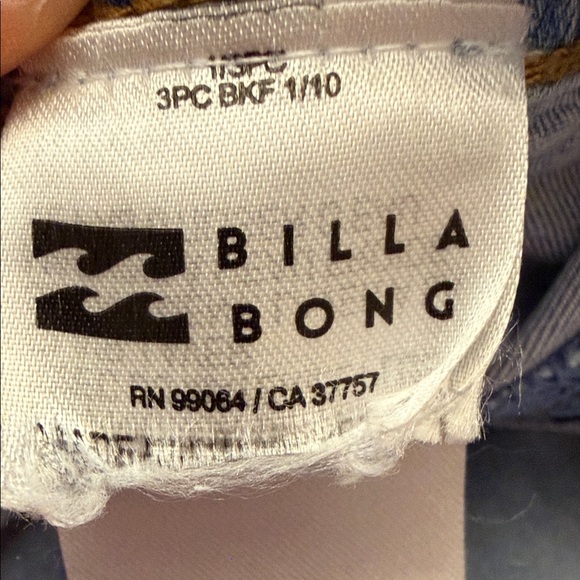 3PC BKF 1/10
BILLA
BONG
RN 99064 / CA 37757